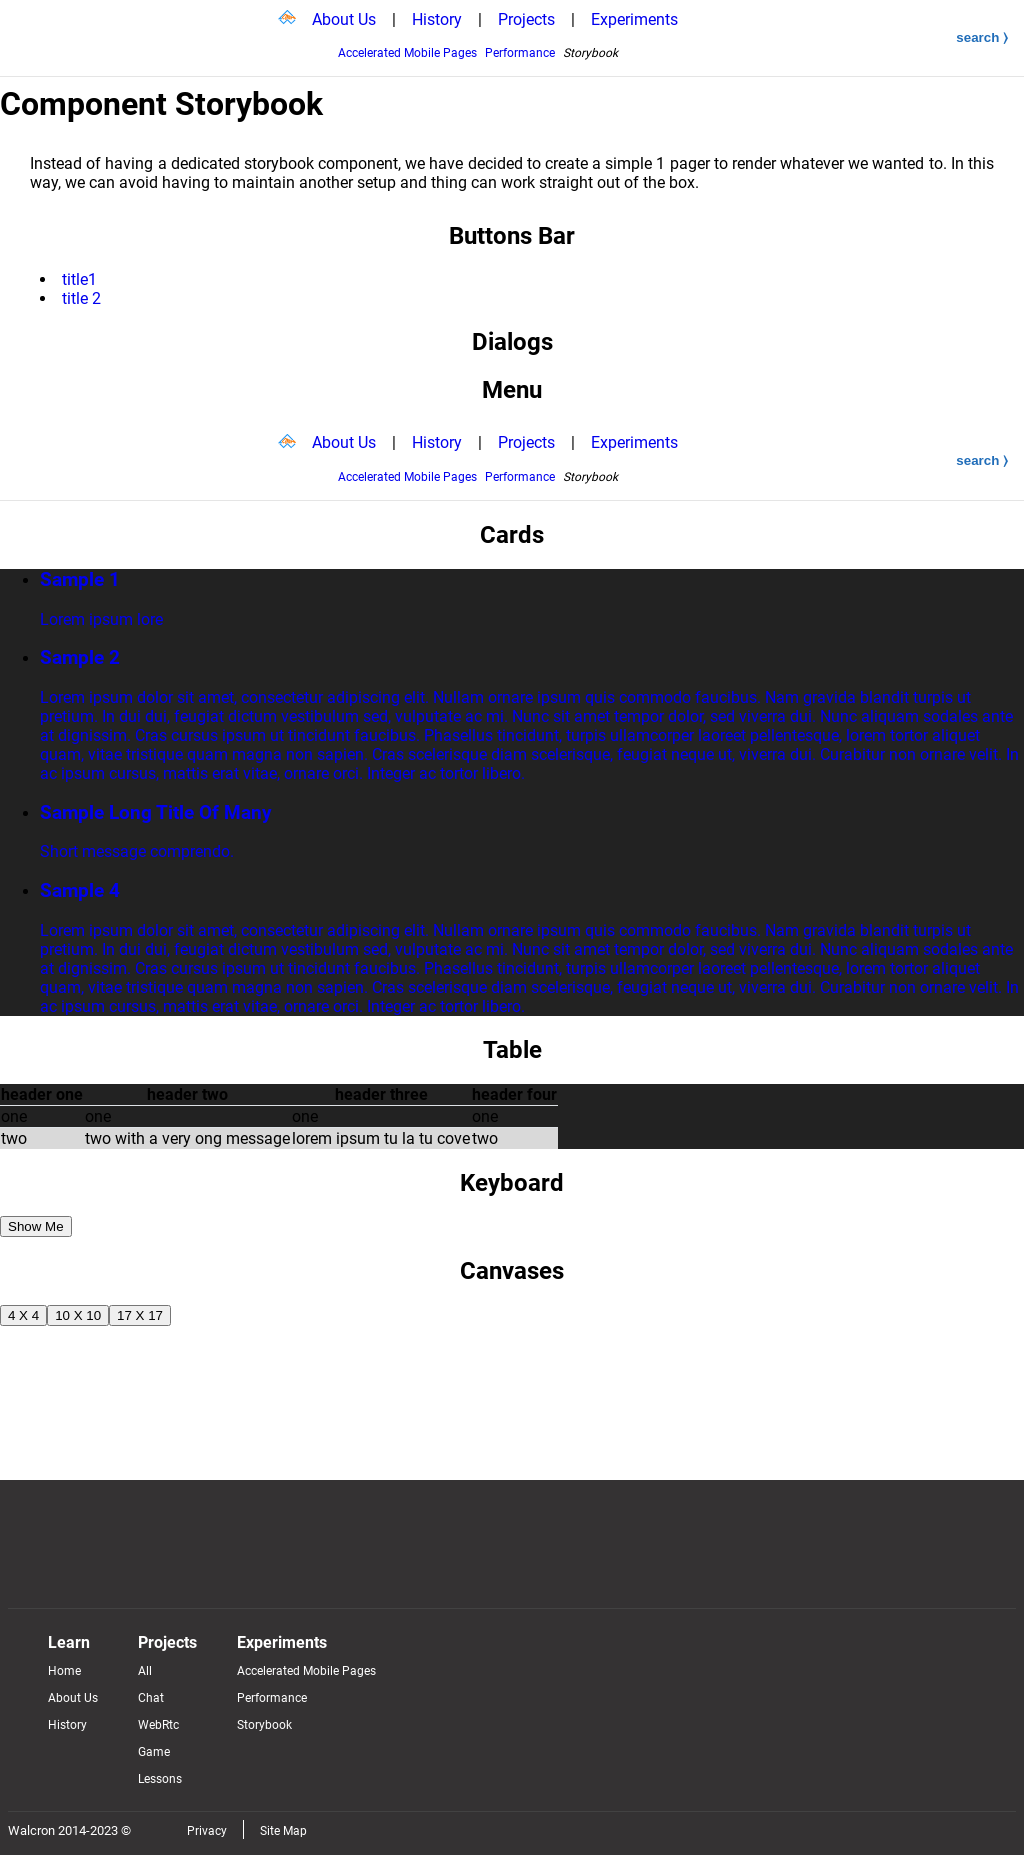 About Us | History | Projects | Experiments
search ⟩
Accelerated Mobile Pages Performance Storybook
Component Storybook
Instead of having a dedicated storybook component, we have decided to create a simple 1 pager to render whatever we wanted to. In this
way, we can avoid having to maintain another setup and thing can work straight out of the box.
Buttons Bar
title1
title 2
Dialogs
Menu
About Us | History | Projects | Experiments
search ⟩
Accelerated Mobile Pages Performance Storybook
Cards
Sample 1
Lorem ipsum lore
Sample 2
Lorem ipsum dolor sit amet, consectetur adipiscing elit. Nullam ornare ipsum quis commodo faucibus. Nam gravida blandit turpis ut
pretium. In dui dui, feugiat dictum vestibulum sed, vulputate ac mi. Nunc sit amet tempor dolor, sed viverra dui. Nunc aliquam sodales ante
at dignissim. Cras cursus ipsum ut tincidunt faucibus. Phasellus tincidunt, turpis ullamcorper laoreet pellentesque, lorem tortor aliquet
quam, vitae tristique quam magna non sapien. Cras scelerisque diam scelerisque, feugiat neque ut, viverra dui. Curabitur non ornare velit. In
ac ipsum cursus, mattis erat vitae, ornare orci. Integer ac tortor libero.
Sample Long Title Of Many
Short message comprendo.
Sample 4
Lorem ipsum dolor sit amet, consectetur adipiscing elit. Nullam ornare ipsum quis commodo faucibus. Nam gravida blandit turpis ut
pretium. In dui dui, feugiat dictum vestibulum sed, vulputate ac mi. Nunc sit amet tempor dolor, sed viverra dui. Nunc aliquam sodales ante
at dignissim. Cras cursus ipsum ut tincidunt faucibus. Phasellus tincidunt, turpis ullamcorper laoreet pellentesque, lorem tortor aliquet
quam, vitae tristique quam magna non sapien. Cras scelerisque diam scelerisque, feugiat neque ut, viverra dui. Curabitur non ornare velit. In
ac ipsum cursus, mattis erat vitae, ornare orci. Integer ac tortor libero.
Table
header one header two header three header four
one one one one
two two with a very ong message lorem ipsum tu la tu cove two
Keyboard
Show Me
Canvases
4 X 4 10 X 10 17 X 17
Learn Projects Experiments
Home All Accelerated Mobile Pages
About Us Chat Performance
History WebRtc Storybook
Game
Lessons
Walcron 2014-2023 © Privacy Site Map